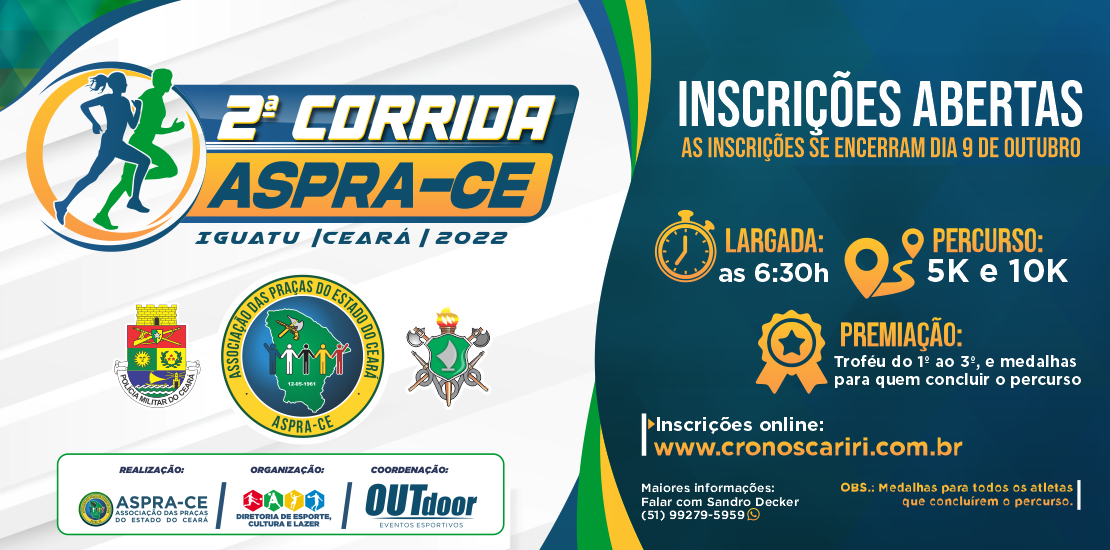 2ª CORRIDA
ASPRA-CE
IGUATU /CEARÁ / 2022
POLÍCIA MILITAR DO CEARÁ
ASSOCIAÇÃO DAS PRAÇAS DO ESTADO DO CEARÁ
12-05-1961
ASPRA-CE
REALIZAÇÃO:
ASPRA-CE
ASSOCIAÇÃO DAS PRAÇAS
DO ESTADO DO CEARÁ
ORGANIZAÇÃO:
DIRETORIA DE ESPORTE,
CULTURA E LAZER
COORDENAÇÃO:
OUTdoor
EVENTOS ESPORTIVOS
INSCRIÇÕES ABERTAS
AS INSCRIÇÕES SE ENCERRAM DIA 9 DE OUTUBRO
LARGADA:
as 6:30h
PERCURSO:
5K e 10K
PREMIAÇÃO:
Troféu do 1º ao 3º, e medalhas
para quem concluir o percurso
Inscrições online:
www.cronoscariri.com.br
Maiores informações:
Falar com Sandro Decker
(51) 99279-5959
OBS.: Medalhas para todos os atletas
que concluírem o percurso.